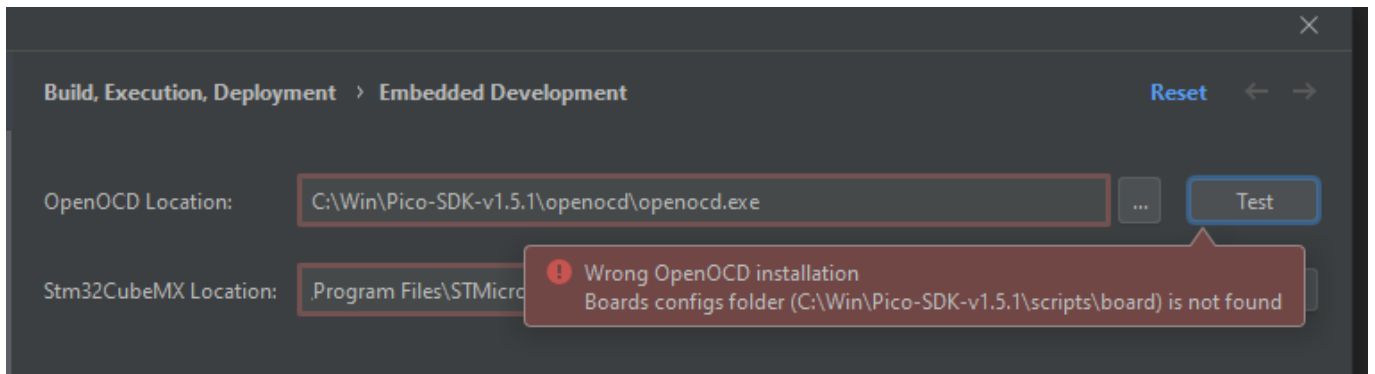 Build, Execution, Deployment › Embedded Development
Reset
OpenOCD Location:
C:\Win\Pico-SDK-v1.5.1\openocd\openocd.exe
...
Test
Wrong OpenOCD installation
Stm32CubeMX Location:
Program Files\STMicro
Boards configs folder (C:\Win\Pico-SDK-v1.5.1\scripts\board) is not found